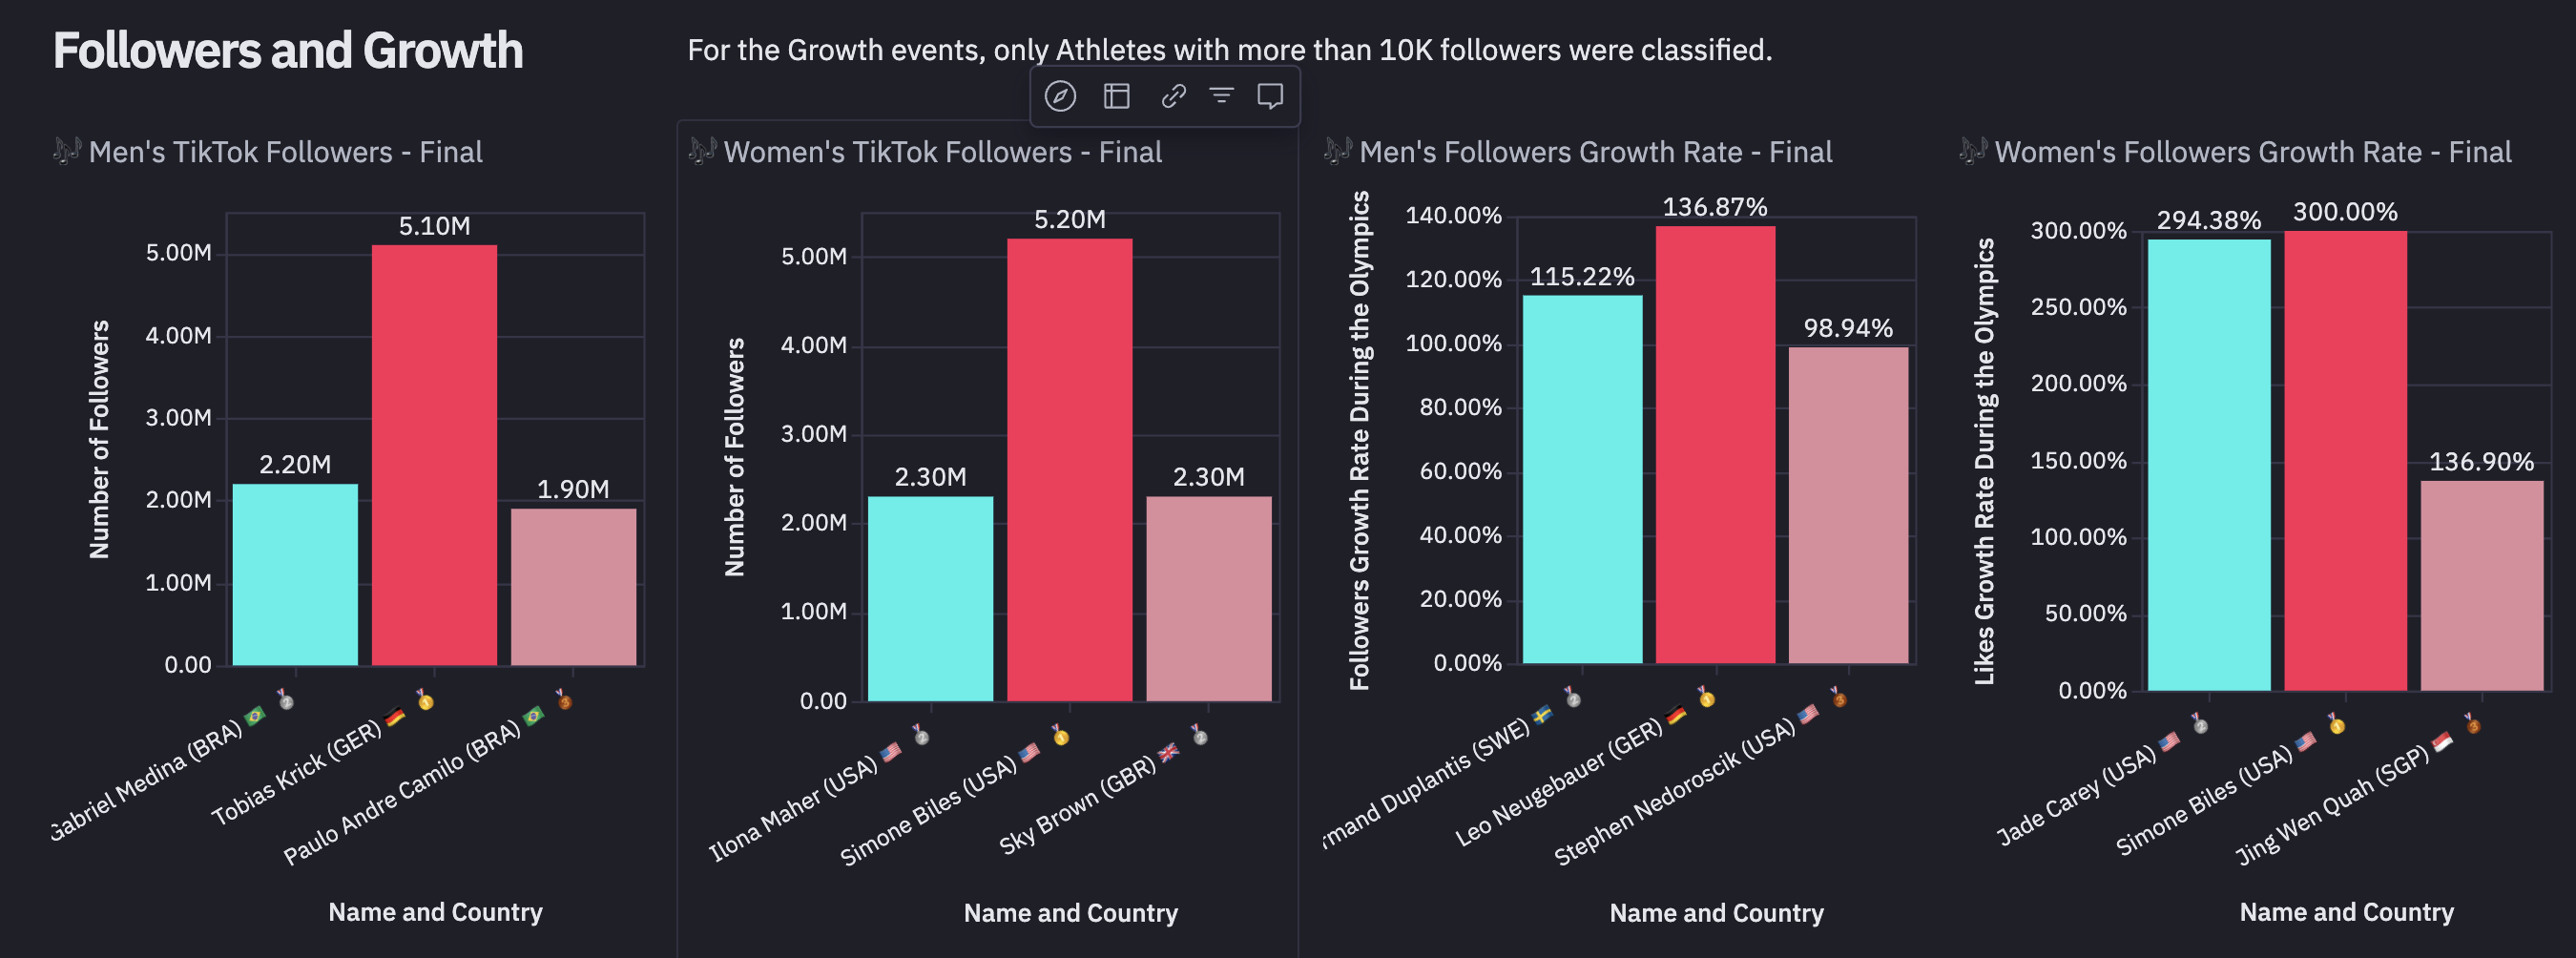 Followers and Growth
For the Growth events, only Athletes with more than 10K followers were classified.
Men's TikTok Followers - Final
Number of Followers
5.00M
4.00M
3.00M
2.00M
1.00M
0.00
2.20M
5.10M
1.90M
Gabriel Medina (BRA)
Tobias Krick (GER)
Paulo Andre Camilo (BRA)
Name and Country
Women's TikTok Followers - Final
Number of Followers
5.00M
4.00M
3.00M
2.00M
1.00M
0.00
2.30M
5.20M
2.30M
Ilona Maher (USA)
Simone Biles (USA)
Sky Brown (GBR)
Name and Country
Men's Followers Growth Rate - Final
Followers Growth Rate During the Olympics
140.00%
120.00%
100.00%
80.00%
60.00%
40.00%
20.00%
0.00%
115.22%
136.87%
98.94%
rmand Duplantis (SWE)
Leo Neugebauer (GER)
Stephen Nedoroscik (USA)
Name and Country
Women's Followers Growth Rate - Final
Likes Growth Rate During the Olympics
300.00%
250.00%
200.00%
150.00%
100.00%
50.00%
0.00%
294.38%
300.00%
136.90%
Jade Carey (USA)
Simone Biles (USA)
Jing Wen Quah (SGP)
Name and Country